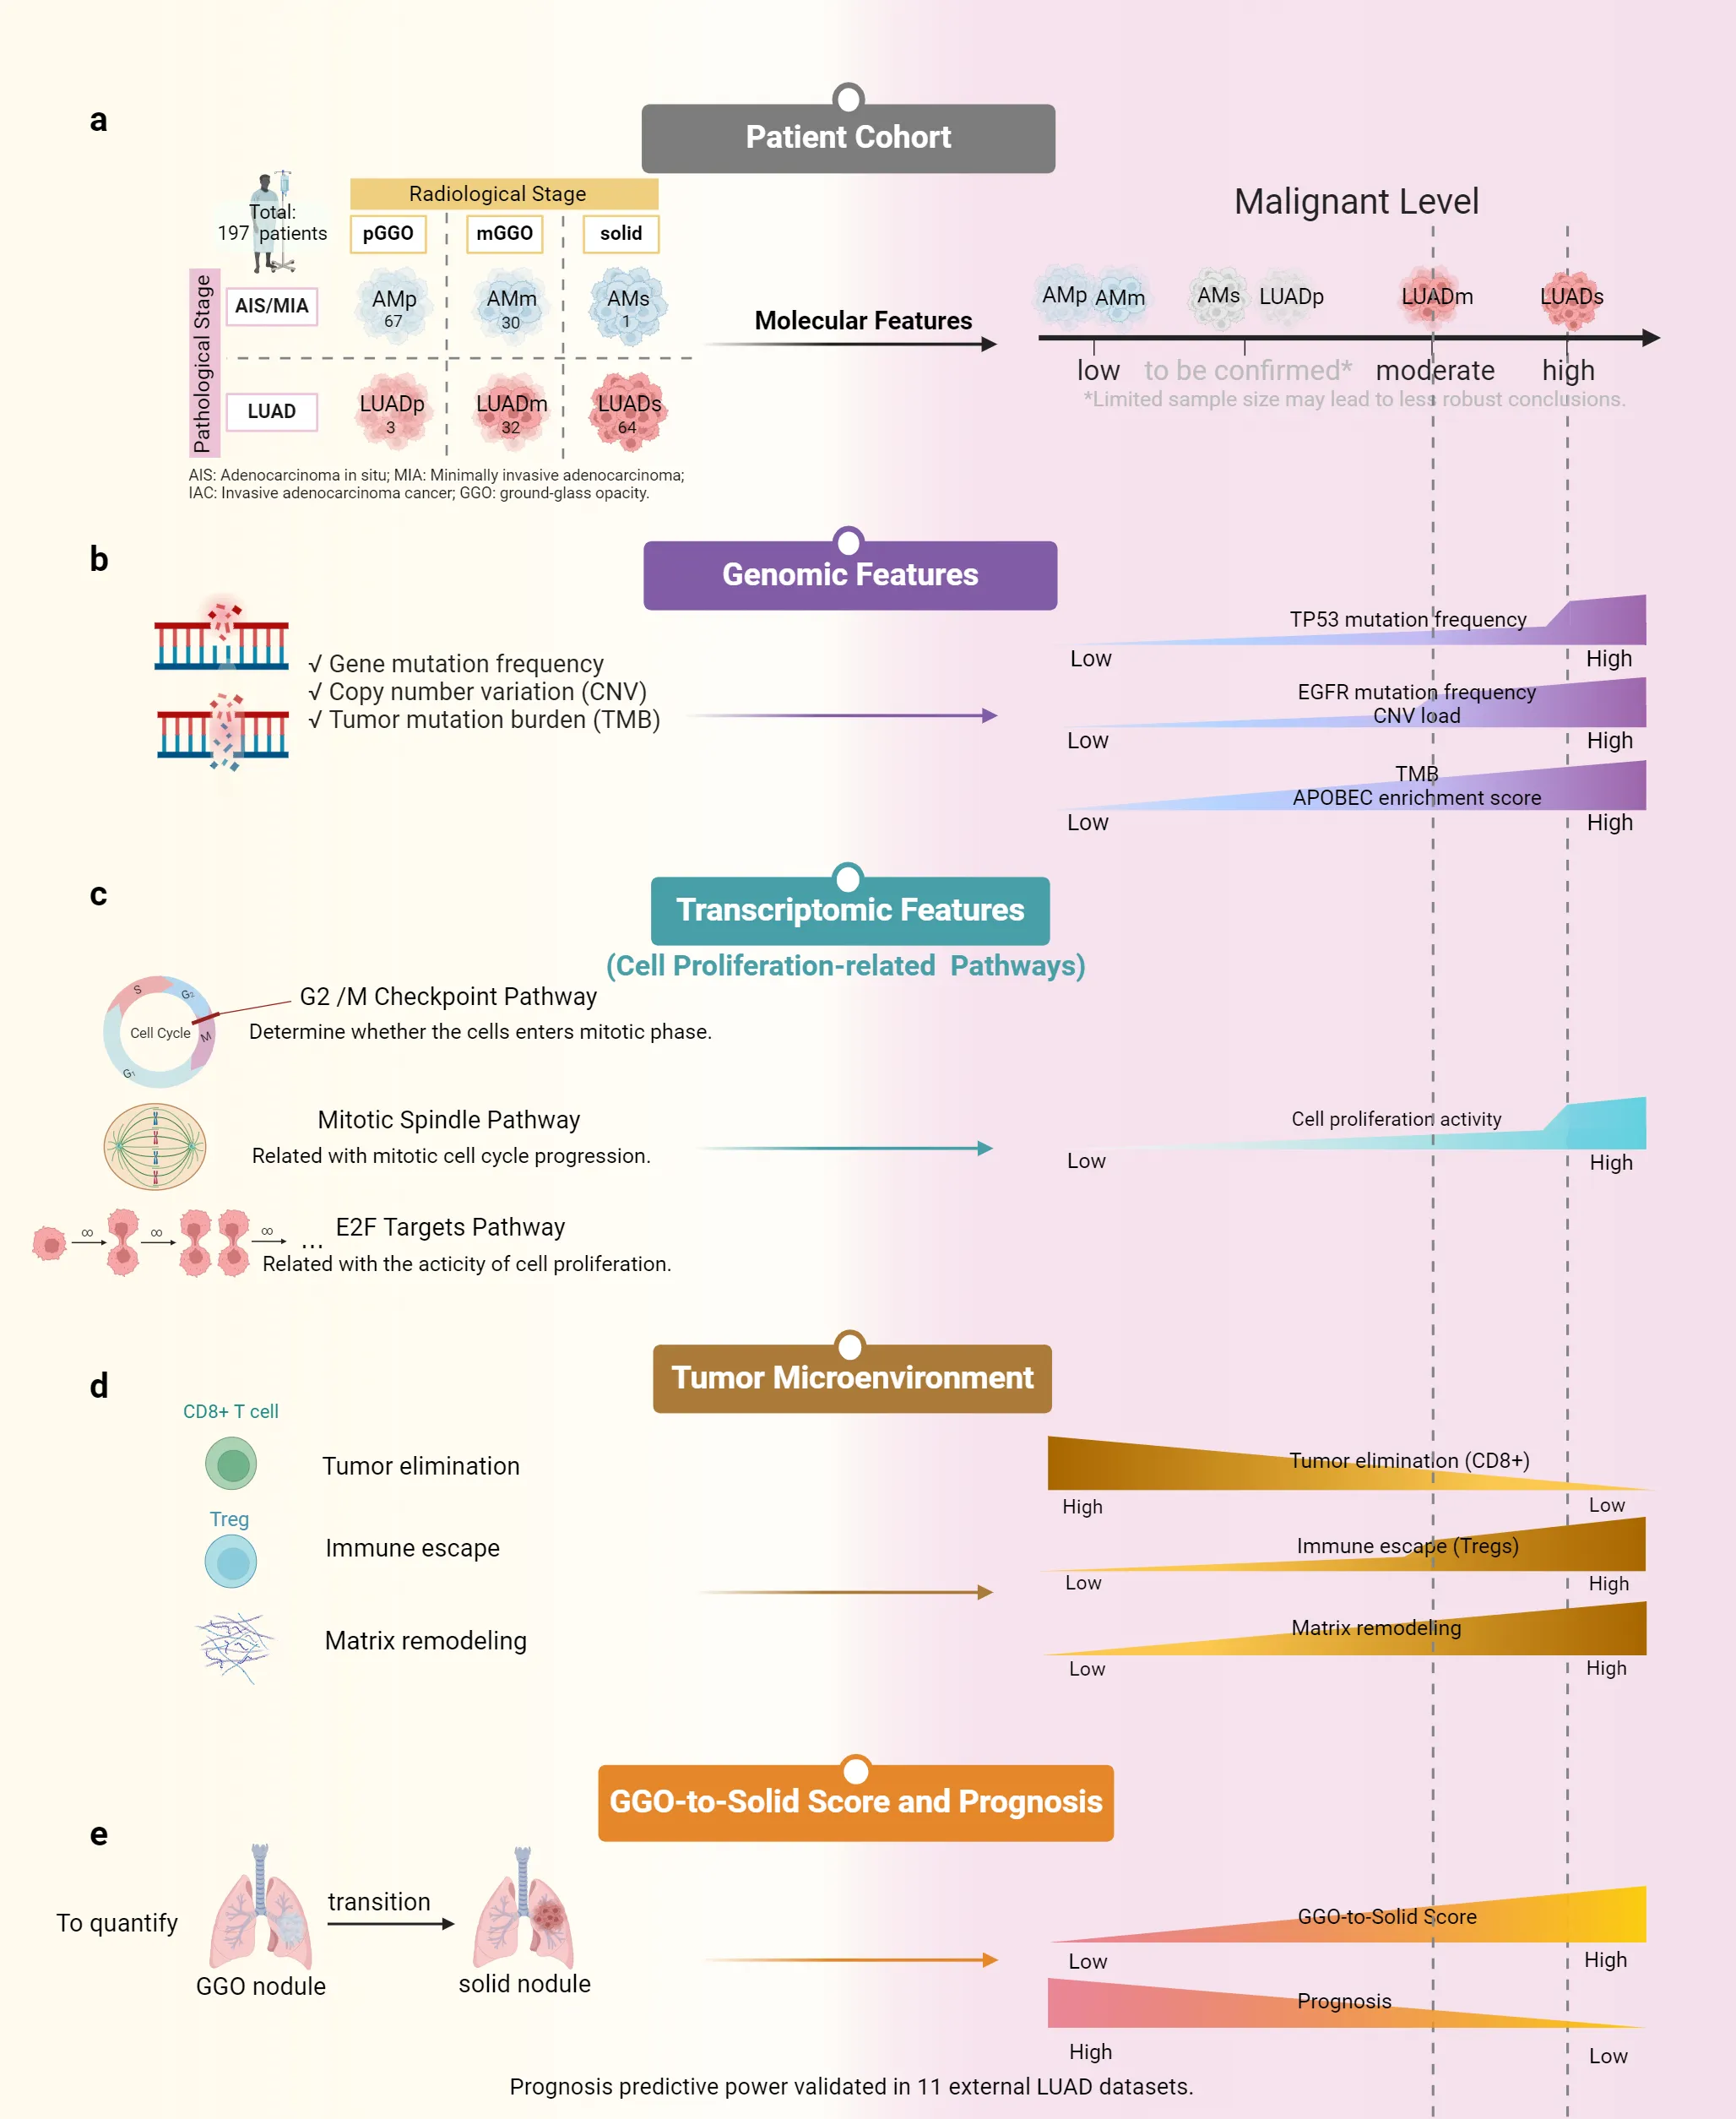 a
Patient Cohort
Total:
197 patients
Radiological Stage
pGGO
mGGO
solid
Pathological Stage
AIS/MIA
AMp
67
AMm
30
AMs
1
LUAD
LUADp
3
LUADm
32
LUADs
64
AIS: Adenocarcinoma in situ; MIA: Minimally invasive adenocarcinoma;
IAC: Invasive adenocarcinoma cancer; GGO: ground-glass opacity.
Molecular Features
Malignant Level
AMp AMm AMs LUADp LUADm LUADs
low to be confirmed* moderate high
*Limited sample size may lead to less robust conclusions.
b
Genomic Features
√ Gene mutation frequency
√ Copy number variation (CNV)
√ Tumor mutation burden (TMB)
TP53 mutation frequency
Low High
EGFR mutation frequency
CNV load
Low High
TMB
APOBEC enrichment score
Low High
c
Transcriptomic Features
(Cell Proliferation-related Pathways)
S
G2
M
G1
Cell Cycle
G2 /M Checkpoint Pathway
Determine whether the cells enters mitotic phase.
Mitotic Spindle Pathway
Related with mitotic cell cycle progression.
∞ ∞ ∞ ...
E2F Targets Pathway
Related with the acticity of cell proliferation.
Cell proliferation activity
Low High
d
Tumor Microenvironment
CD8+ T cell
Tumor elimination
Treg
Immune escape
Matrix remodeling
Tumor elimination (CD8+)
High Low
Immune escape (Tregs)
Low High
Matrix remodeling
Low High
GGO-to-Solid Score and Prognosis
e
To quantify
GGO nodule
transition
solid nodule
GGO-to-Solid Score
Low High
Prognosis
High Low
Prognosis predictive power validated in 11 external LUAD datasets.